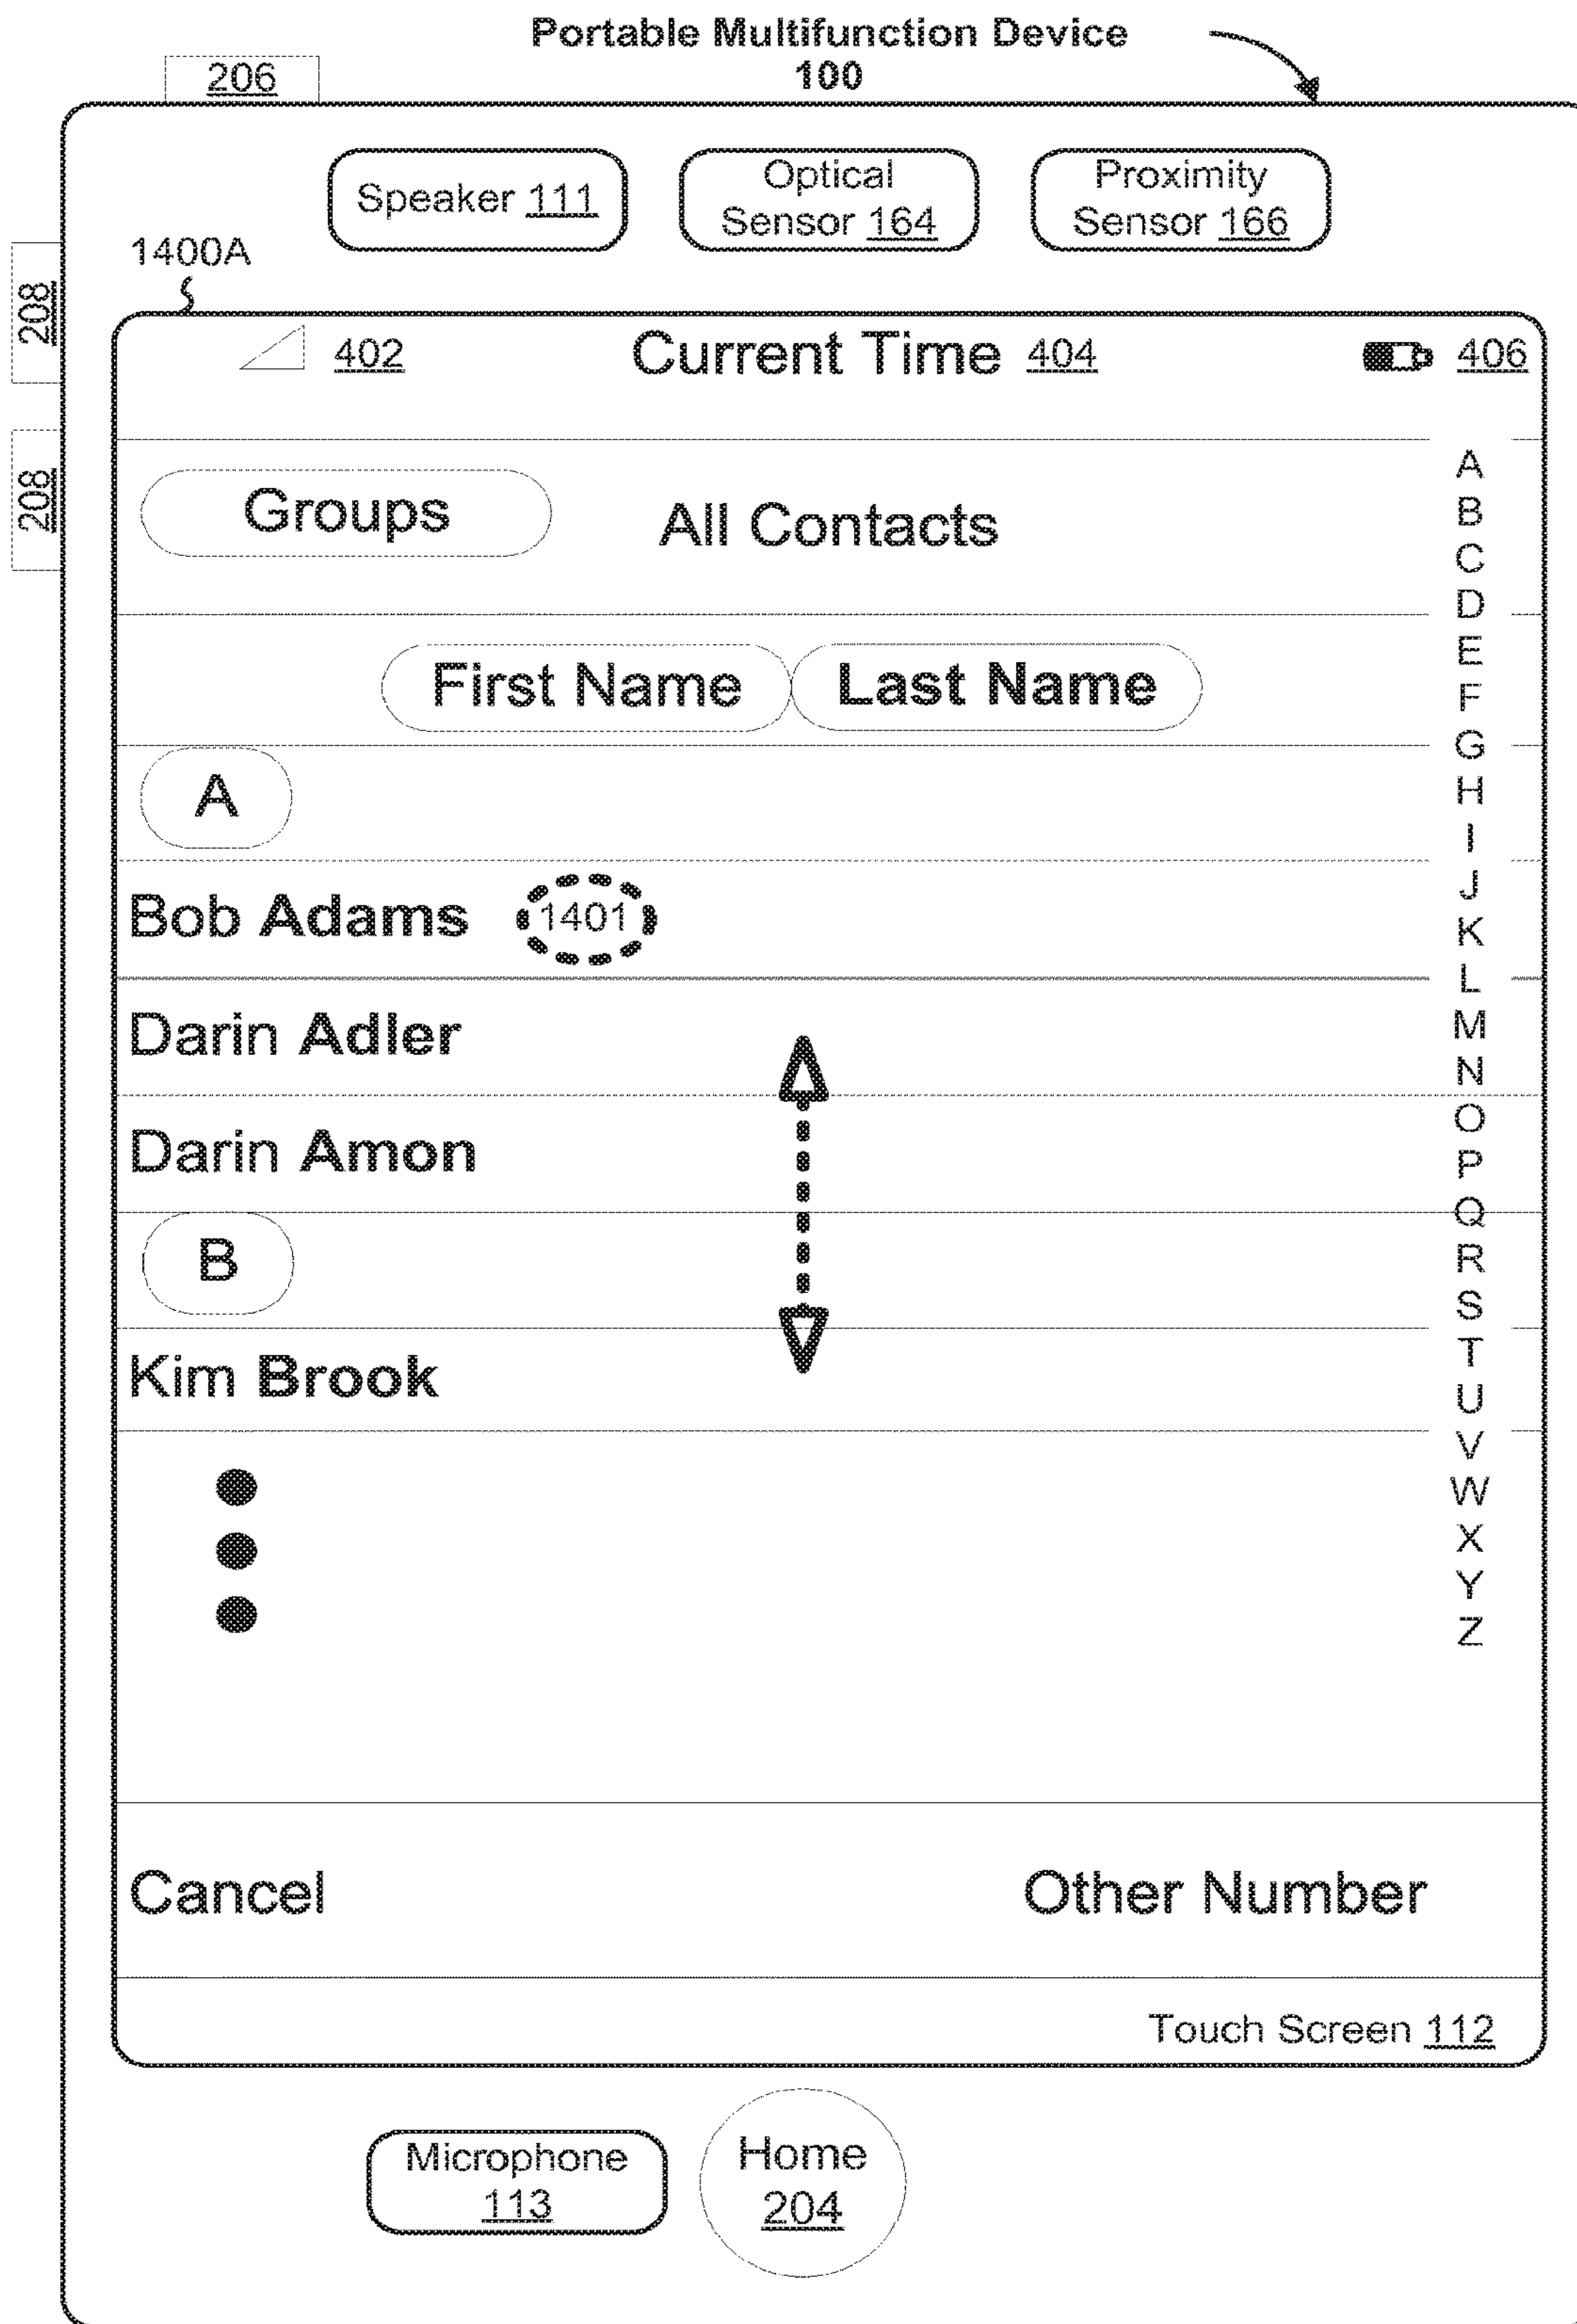 Portable Multifunction Device
100
206
Speaker 111
Optical
Sensor 164
Proximity
Sensor 166
208
208
1400A
402
Current Time 404
406
Groups
All Contacts
First Name
Last Name
A
Bob Adams
1401
Darin Adler
Darin Amon
B
Kim Brook
A
B
C
D
E
F
G
H
I
J
K
L
M
N
O
P
Q
R
S
T
U
V
W
X
Y
Z
Cancel
Other Number
Touch Screen 112
Microphone
113
Home
204